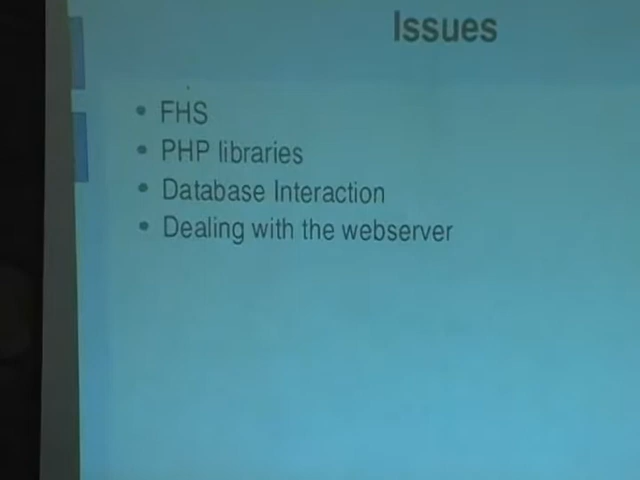 Issues
• FHS
• PHP libraries
• Database Interaction
• Dealing with the webserver